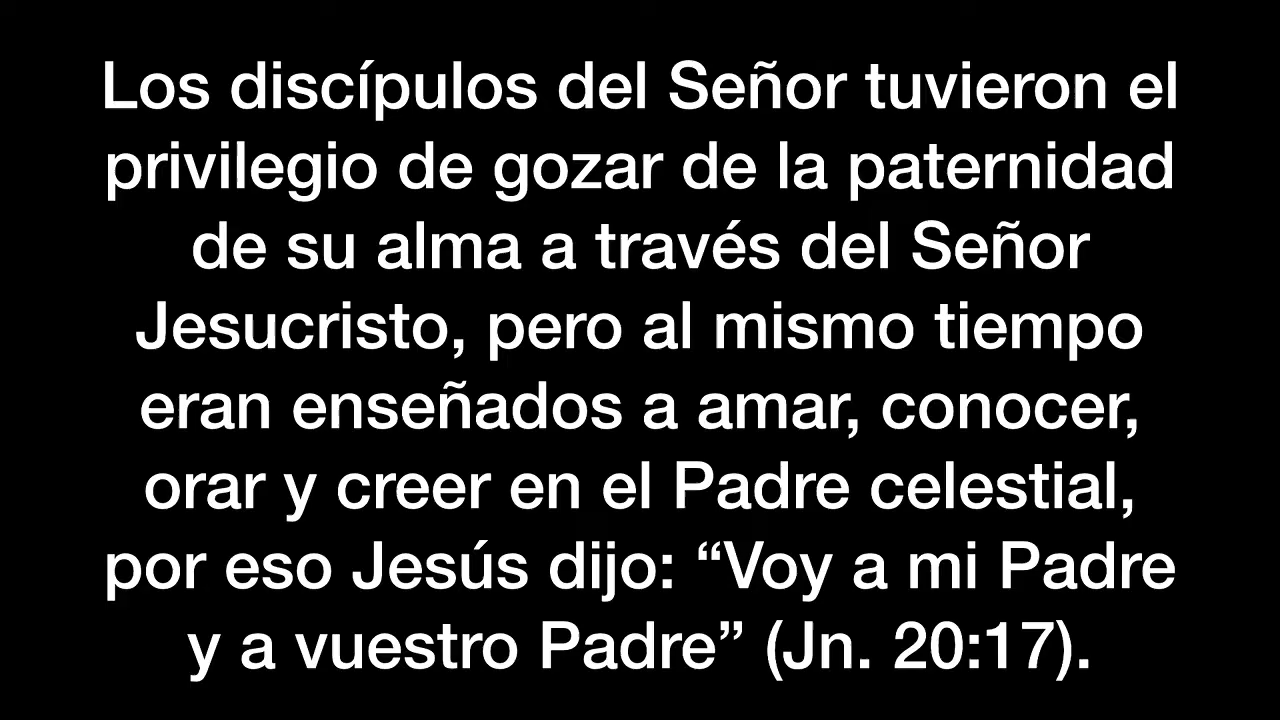 Los discípulos del Señor tuvieron el
privilegio de gozar de la paternidad
de su alma a través del Señor
Jesucristo, pero al mismo tiempo
eran enseñados a amar, conocer,
orar y creer en el Padre celestial,
por eso Jesús dijo: “Voy a mi Padre
y a vuestro Padre” (Jn. 20:17).